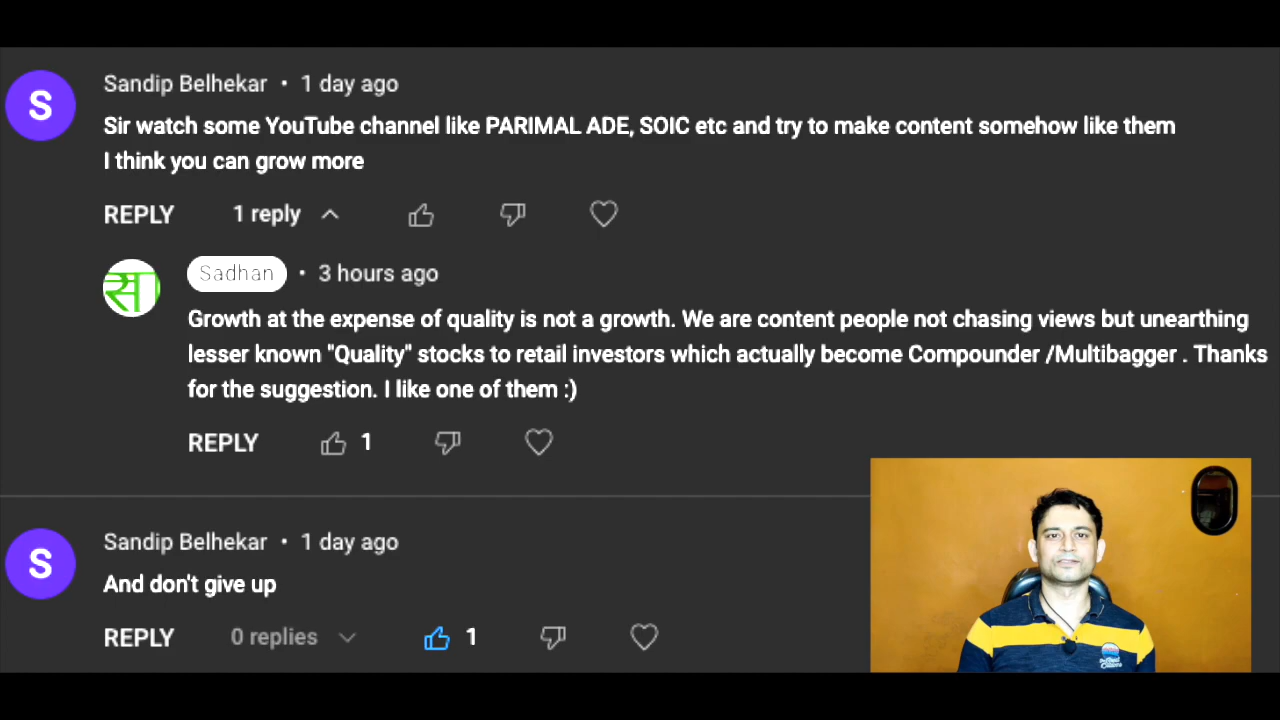 S
Sandip Belhekar • 1 day ago
Sir watch some YouTube channel like PARIMAL ADE, SOIC etc and try to make content somehow like them
I think you can grow more
REPLY 1 reply
सा
Sadhan • 3 hours ago
Growth at the expense of quality is not a growth. We are content people not chasing views but unearthing
lesser known "Quality" stocks to retail investors which actually become Compounder /Multibagger . Thanks
for the suggestion. I like one of them :)
REPLY 1
S
Sandip Belhekar • 1 day ago
And don't give up
REPLY 0 replies 1